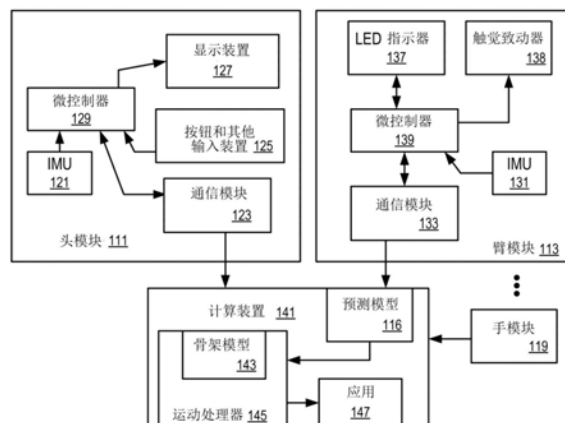 显示装置
127
微控制器
129
按钮和其他
输入装置 125
IMU
121
通信模块
123
头模块 111
LED 指示器
137
触觉致动器
138
微控制器
139
IMU
131
通信模块
133
臂模块 113
计算装置 141
预测模型
116
手模块
119
骨架模型
143
应用
147
运动处理器 145